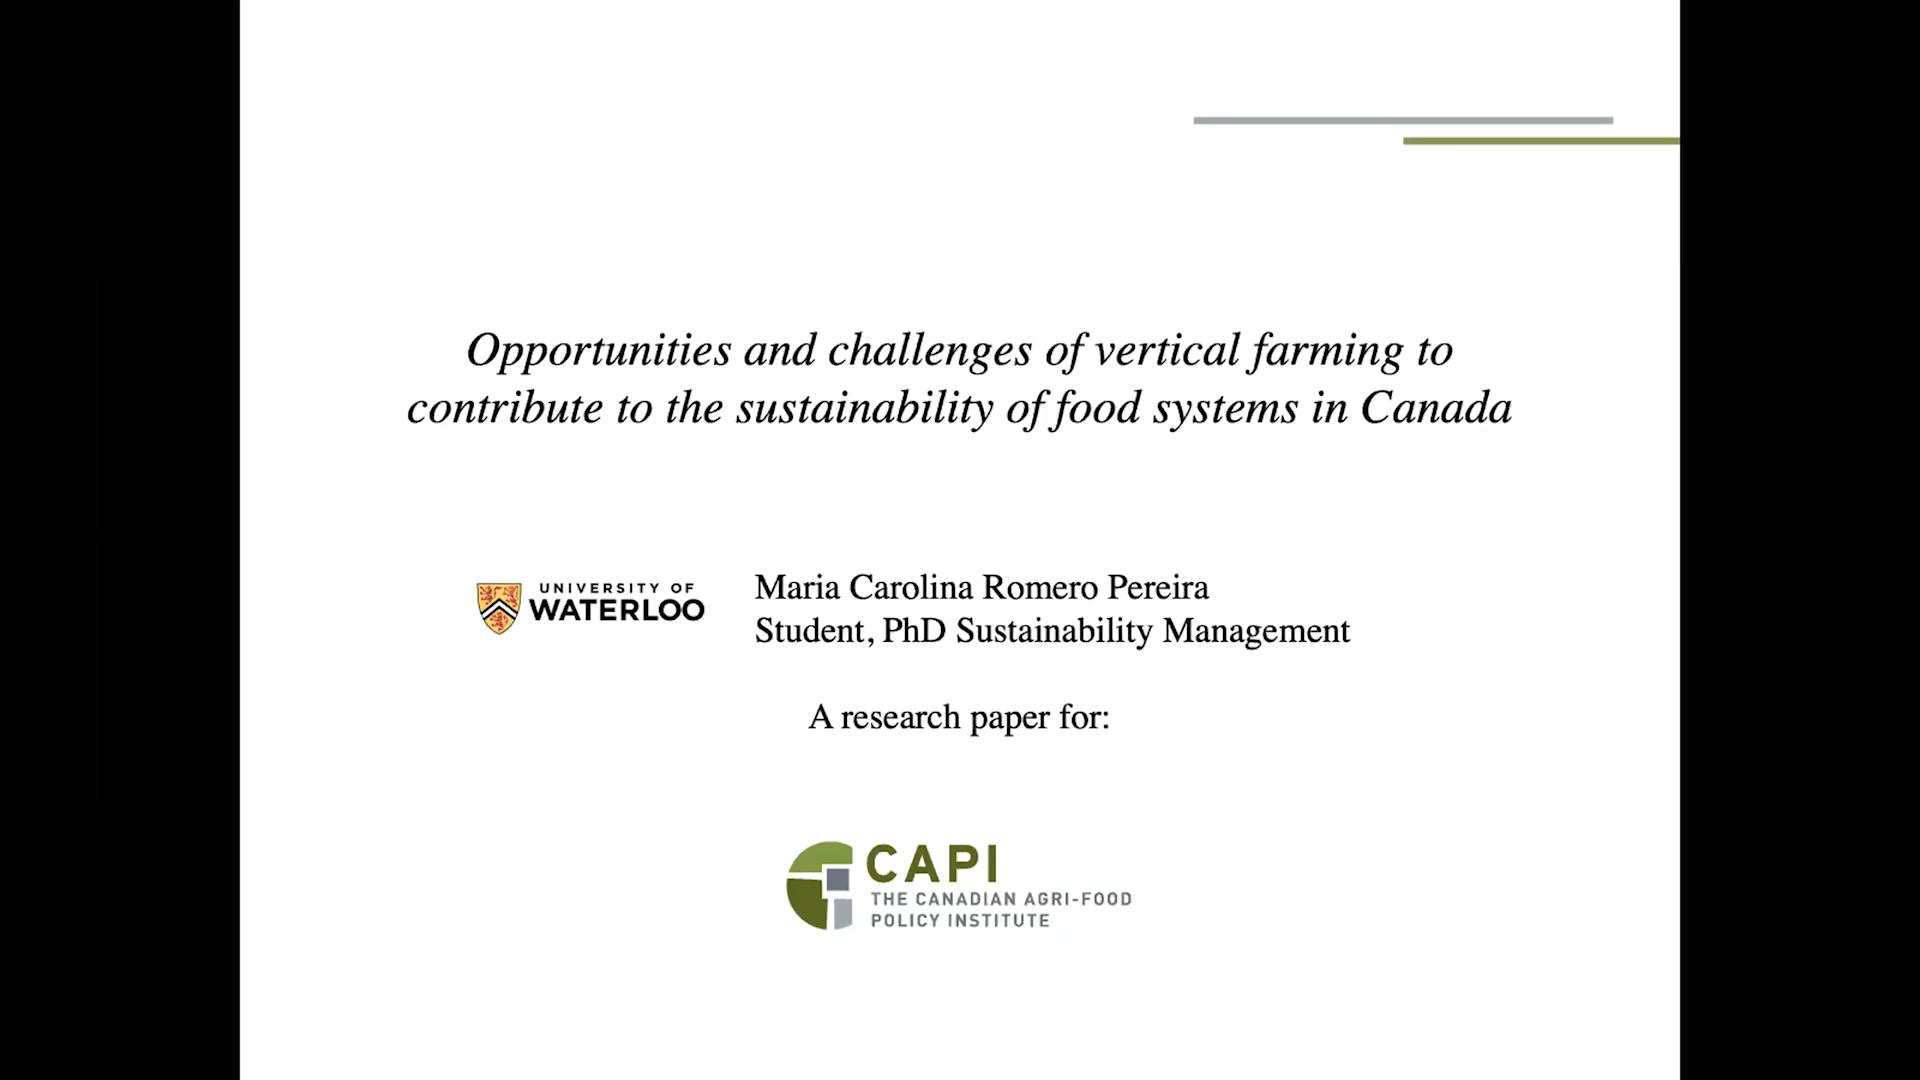 Opportunities and challenges of vertical farming to
contribute to the sustainability of food systems in Canada
UNIVERSITY OF
WATERLOO
Maria Carolina Romero Pereira
Student, PhD Sustainability Management
A research paper for:
CAPI
THE CANADIAN AGRI-FOOD
POLICY INSTITUTE